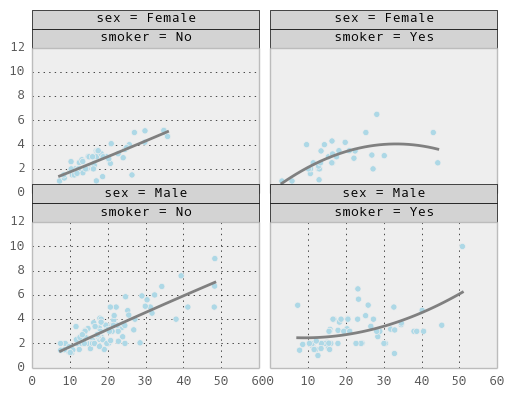 sex = Female
sex = Female
smoker = No
smoker = Yes
12
10
8
6
4
2
0
sex = Male
sex = Male
smoker = No
smoker = Yes
12
10
8
6
4
2
0
0 10 20 30 40 50 60 0 10 20 30 40 50 60